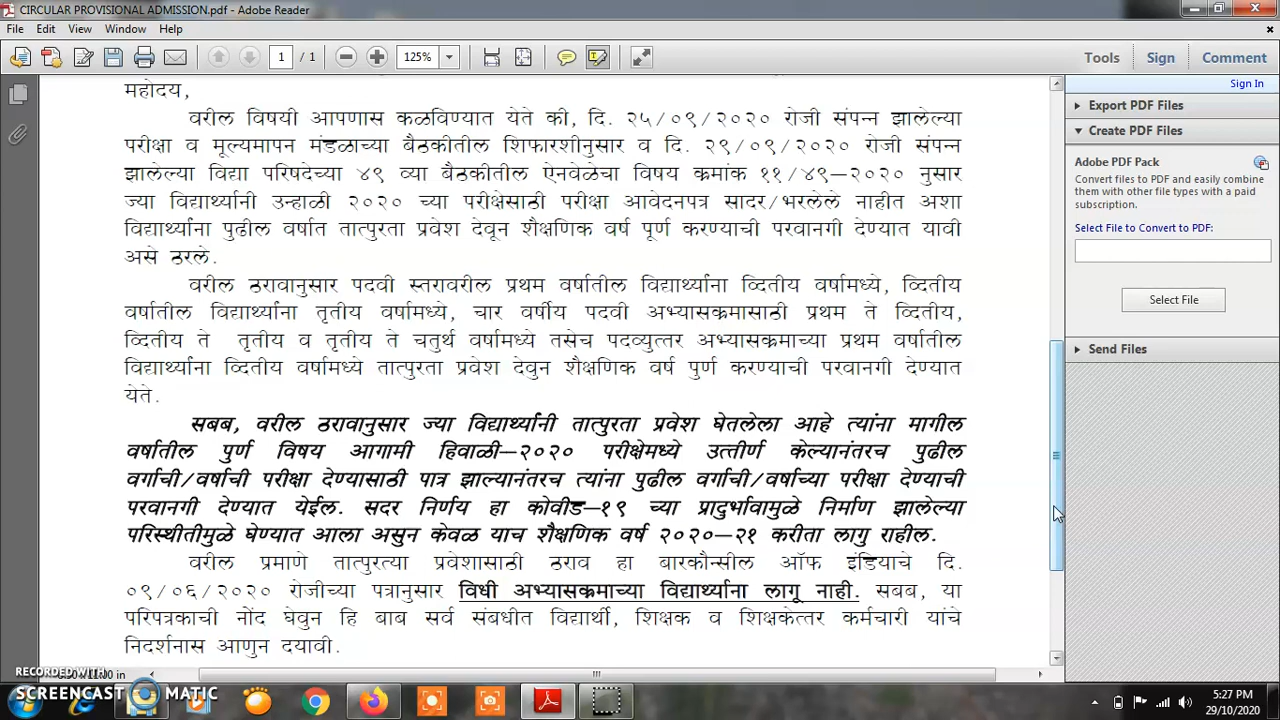 CIRCULAR PROVISIONAL ADMISSION.pdf - Adobe Reader
File Edit View Window Help
1 / 1 125% Tools Sign Comment
Sign In
Export PDF Files
Create PDF Files
Adobe PDF Pack
Convert files to PDF and easily combine
them with other file types with a paid
subscription.
Select File to Convert to PDF:
Select File
Send Files
महोदय,
वरील विषयी आपणास कळविण्यात येते की, दि. २५/०९/२०२० रोजी संपन्न झालेल्या
परीक्षा व मूल्यमापन मंडळाच्या बैठकीतील शिफारशीनुसार व दि. २९/०९/२०२० रोजी संपन्न
झालेल्या विद्या परिषदेच्या ४९ व्या बैठकीतील ऐनवेळेचा विषय क्रमांक ११/४९—२०२० नुसार
ज्या विद्यार्थ्यांनी उन्हाळी २०२० च्या परीक्षेसाठी परीक्षा आवेदनपत्र सादर/भरलेले नाहीत अशा
विद्यार्थ्यांना पुढील वर्षात तात्पुरता प्रवेश देवून शैक्षणिक वर्ष पूर्ण करण्याची परवानगी देण्यात यावी
असे ठरले.
वरील ठरावानुसार पदवी स्तरावरील प्रथम वर्षातील विद्यार्थ्यांना व्दितीय वर्षामध्ये, व्दितीय
वर्षातील विद्यार्थ्यांना तृतीय वर्षामध्ये, चार वर्षीय पदवी अभ्यासक्रमासाठी प्रथम ते व्दितीय,
व्दितीय ते तृतीय व तृतीय ते चतुर्थ वर्षामध्ये तसेच पदव्युत्तर अभ्यासक्रमाच्या प्रथम वर्षातील
विद्यार्थ्यांना व्दितीय वर्षामध्ये तात्पुरता प्रवेश देवुन शैक्षणिक वर्ष पुर्ण करण्याची परवानगी देण्यात
येते.
सबब, वरील ठरावानुसार ज्या विद्यार्थ्यांनी तात्पुरता प्रवेश घेतलेला आहे त्यांना मागील
वर्षातील पुर्ण विषय आगामी हिवाळी—२०२० परीक्षेमध्ये उत्तीर्ण केल्यानंतरच पुढील
वर्गाची/वर्षाची परीक्षा देण्यासाठी पात्र झाल्यानंतरच त्यांना पुढील वर्गाची/वर्षाच्या परीक्षा देण्याची
परवानगी देण्यात येईल. सदर निर्णय हा कोवीड—१९ च्या प्रादुर्भावामुळे निर्माण झालेल्या
परिस्थीतीमुळे घेण्यात आला असुन केवळ याच शैक्षणिक वर्ष २०२०—२१ करीता लागु राहील.
वरील प्रमाणे तात्पुरत्या प्रवेशासाठी ठराव हा बारकौन्सील ऑफ इंडियाचे दि.
०९/०६/२०२० रोजीच्या पत्रानुसार विधी अभ्यासक्रमाच्या विद्यार्थ्यांना लागू नाही. सबब, या
परिपत्रकाची नोंद घेवुन हि बाब सर्व संबधीत विद्यार्थी, शिक्षक व शिक्षकेत्तर कर्मचारी यांचे
निदर्शनास आणुन दयावी.
RECORDED WITH
SCREENCAST MATIC
5:27 PM
29/10/2020